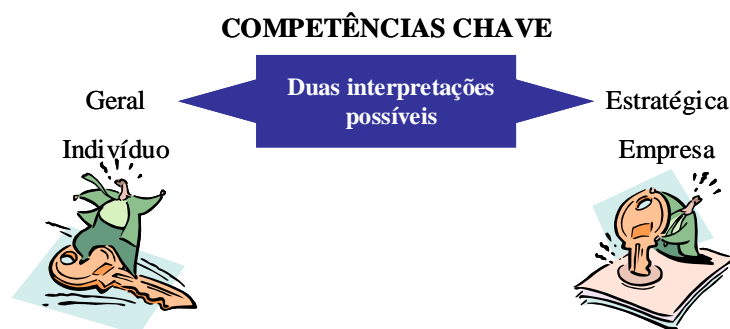 COMPETÊNCIAS CHAVE
Duas interpretações
possíveis
Geral
Indivíduo
Estratégica
Empresa